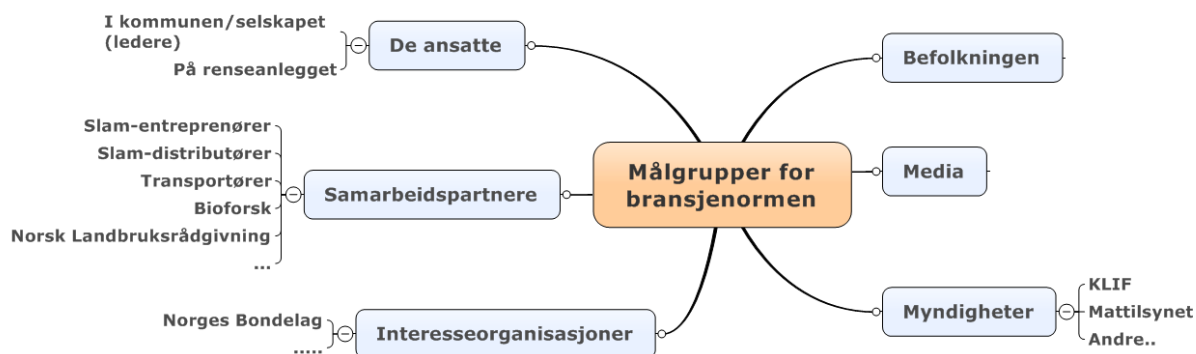 I kommunen/selskapet
(ledere)
På renseanlegget
De ansatte
Slam-entreprenører
Slam-distributører
Transportører
Bioforsk
Norsk Landbruksrådgivning
...
Samarbeidspartnere
Norges Bondelag
.....
Interesseorganisasjoner
Målgrupper for
bransjenormen
Befolkningen
Media
Myndigheter
KLIF
Mattilsynet
Andre..